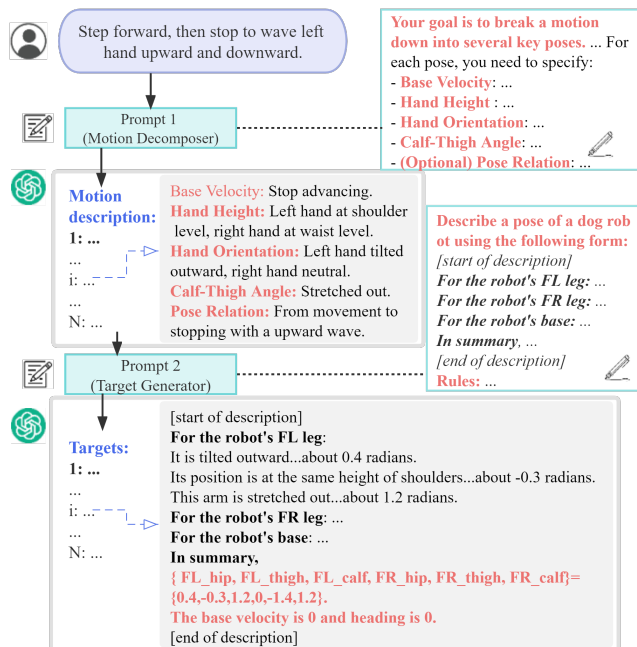 Step forward, then stop to wave left
hand upward and downward.
Your goal is to break a motion
down into several key poses. ... For
each pose, you need to specify:
- Base Velocity: ...
- Hand Height : ...
- Hand Orientation: ...
- Calf-Thigh Angle: ...
- (Optional) Pose Relation: ...
Prompt 1
(Motion Decomposer)
Motion
description:
1: ...
...
i: ...
...
N: ...
Base Velocity: Stop advancing.
Hand Height: Left hand at shoulder
level, right hand at waist level.
Hand Orientation: Left hand tilted
outward, right hand neutral.
Calf-Thigh Angle: Stretched out.
Pose Relation: From movement to
stopping with a upward wave.
Describe a pose of a dog rob
ot using the following form:
[start of description]
For the robot's FL leg: ...
For the robot's FR leg: ...
For the robot's base: ...
In summary, ...
[end of description]
Rules: ...
Prompt 2
(Target Generator)
Targets:
1: ...
...
i: ...
...
N: ...
[start of description]
For the robot's FL leg:
It is tilted outward...about 0.4 radians.
Its position is at the same height of shoulders...about -0.3 radians.
This arm is stretched out...about 1.2 radians.
For the robot's FR leg: ...
For the robot's base: ...
In summary,
{ FL_hip, FL_thigh, FL_calf, FR_hip, FR_thigh, FR_calf}=
{0.4,-0.3,1.2,0,-1.4,1.2}.
The base velocity is 0 and heading is 0.
[end of description]